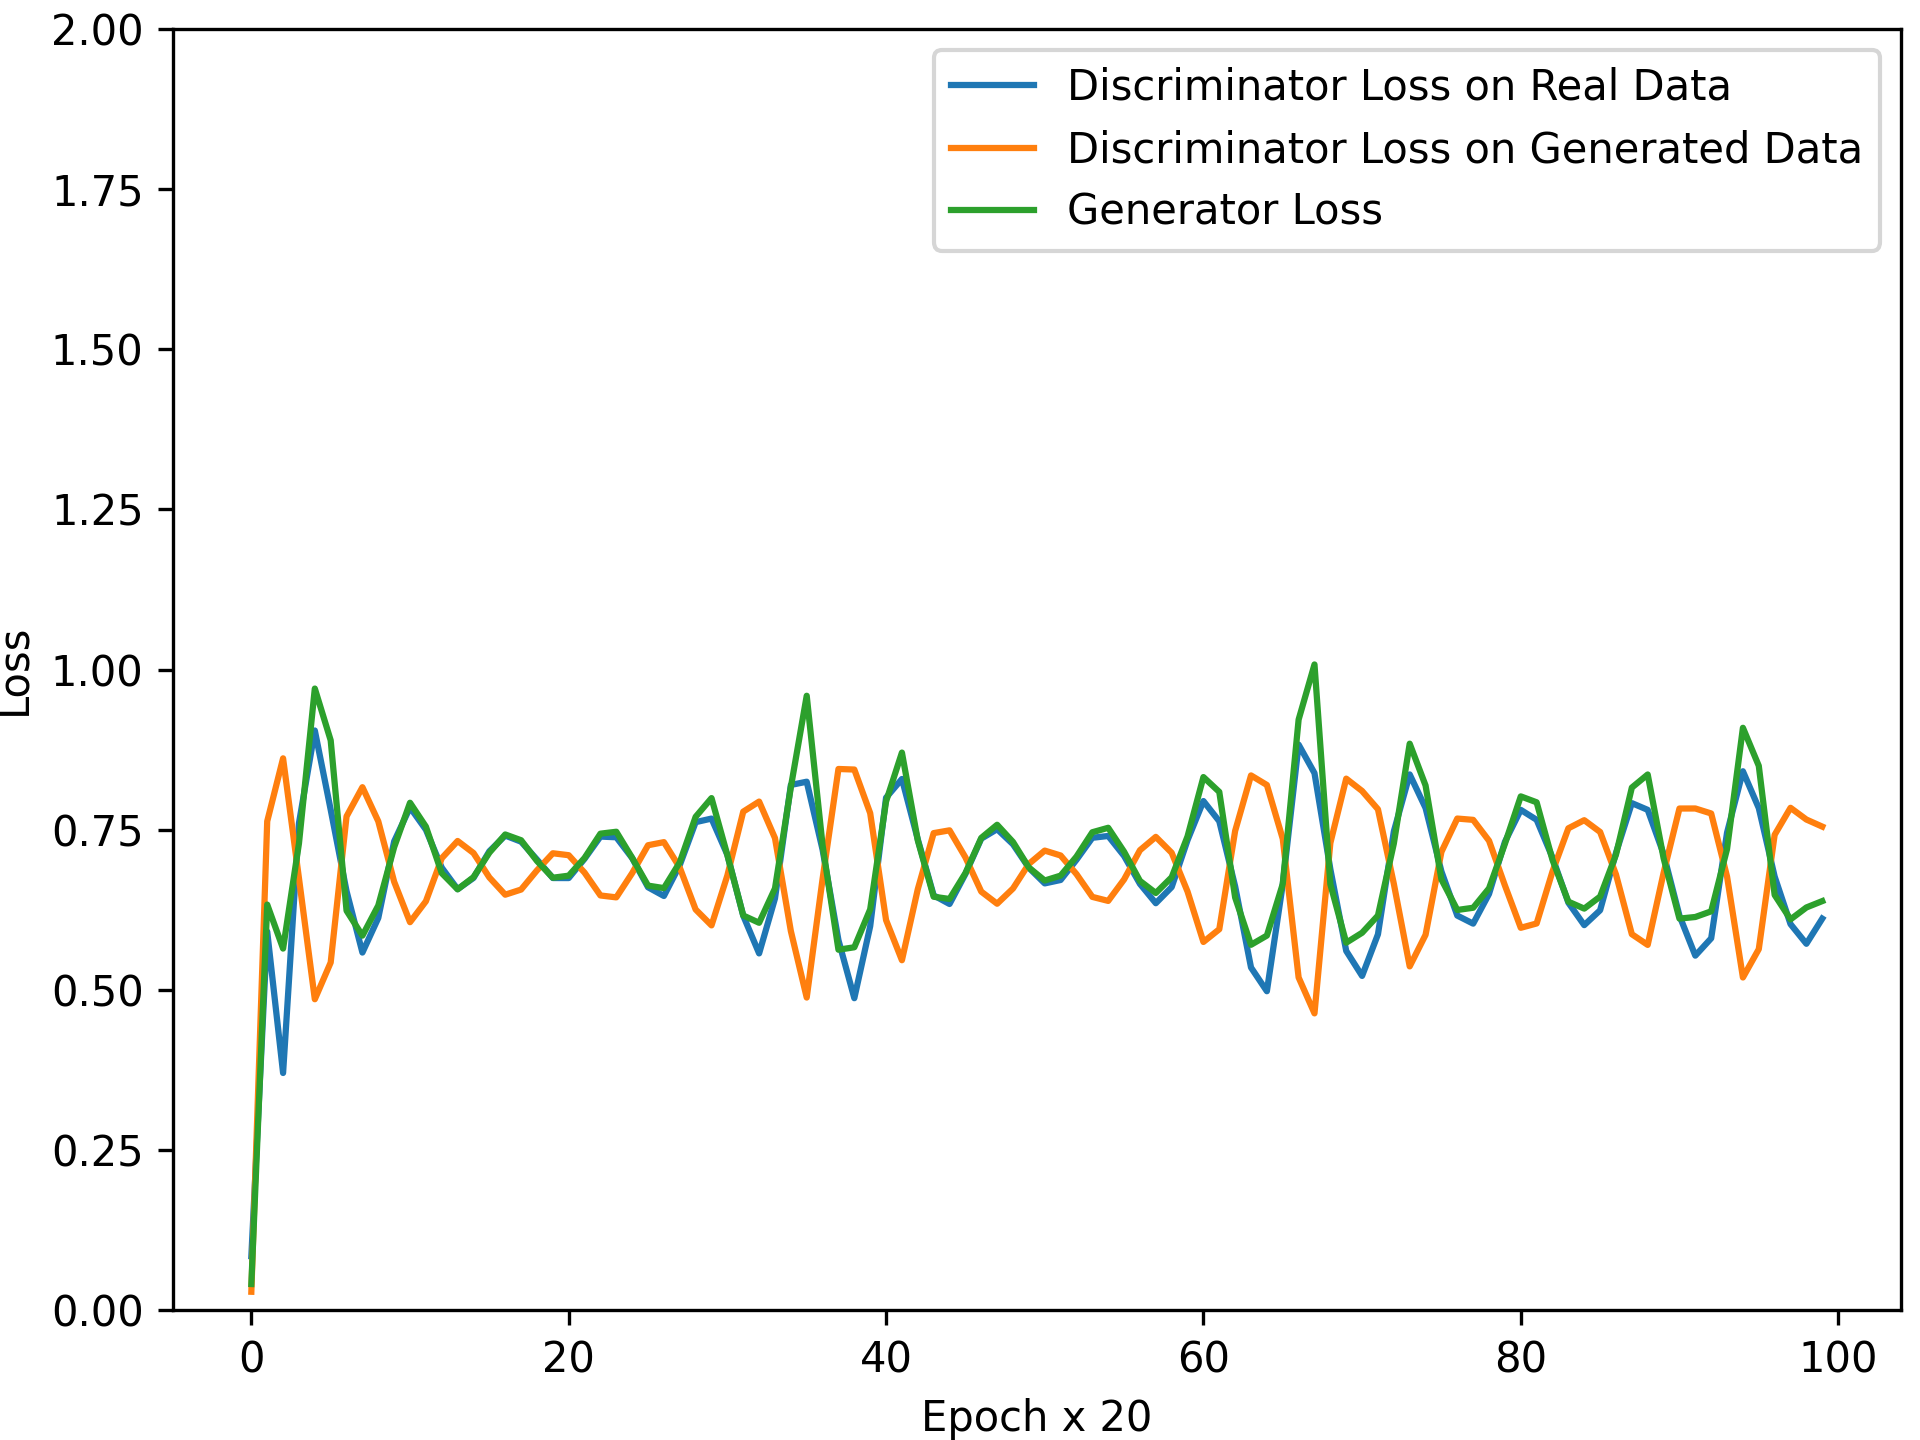 2.00
1.75
1.50
1.25
1.00
0.75
0.50
0.25
0.00
Loss
Discriminator Loss on Real Data
Discriminator Loss on Generated Data
Generator Loss
0 20 40 60 80 100
Epoch x 20